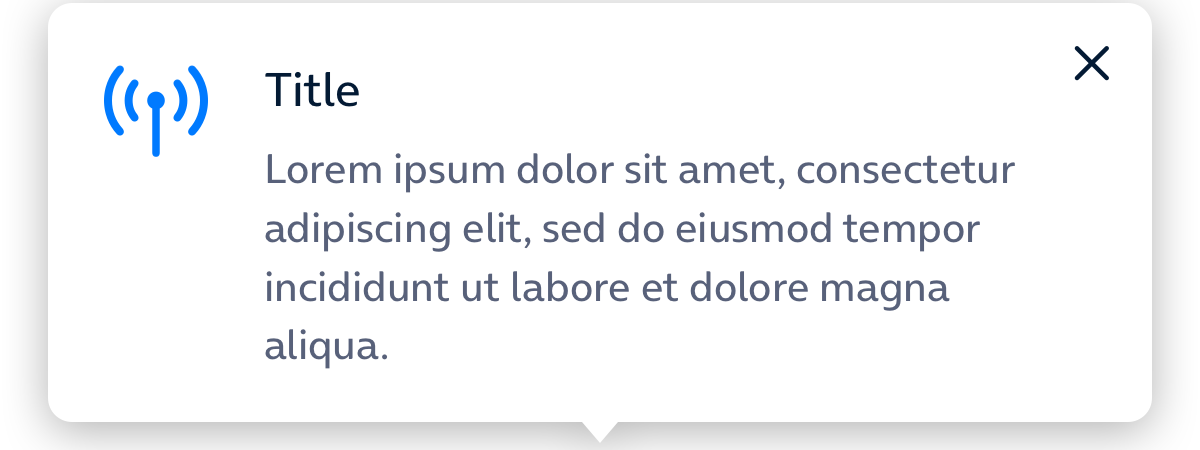 Title
Lorem ipsum dolor sit amet, consectetur
adipiscing elit, sed do eiusmod tempor
incididunt ut labore et dolore magna
aliqua.